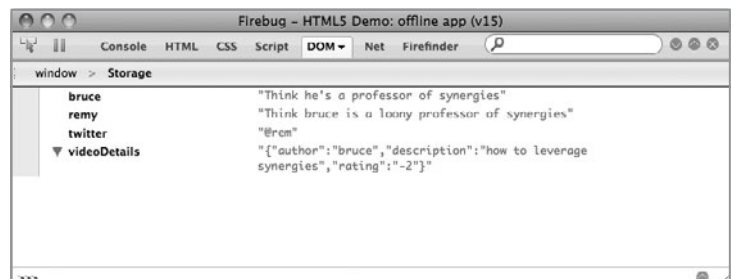 Firebug – HTML5 Demo: offline app (v15)
Console HTML CSS Script DOM Net Firefinder
window > Storage
bruce "Think he's a professor of synergies"
remy "Think bruce is a loony professor of synergies"
twitter "@rem"
videoDetails "{"author":"bruce","description":"how to leverage
synergies","rating":"-2"}"